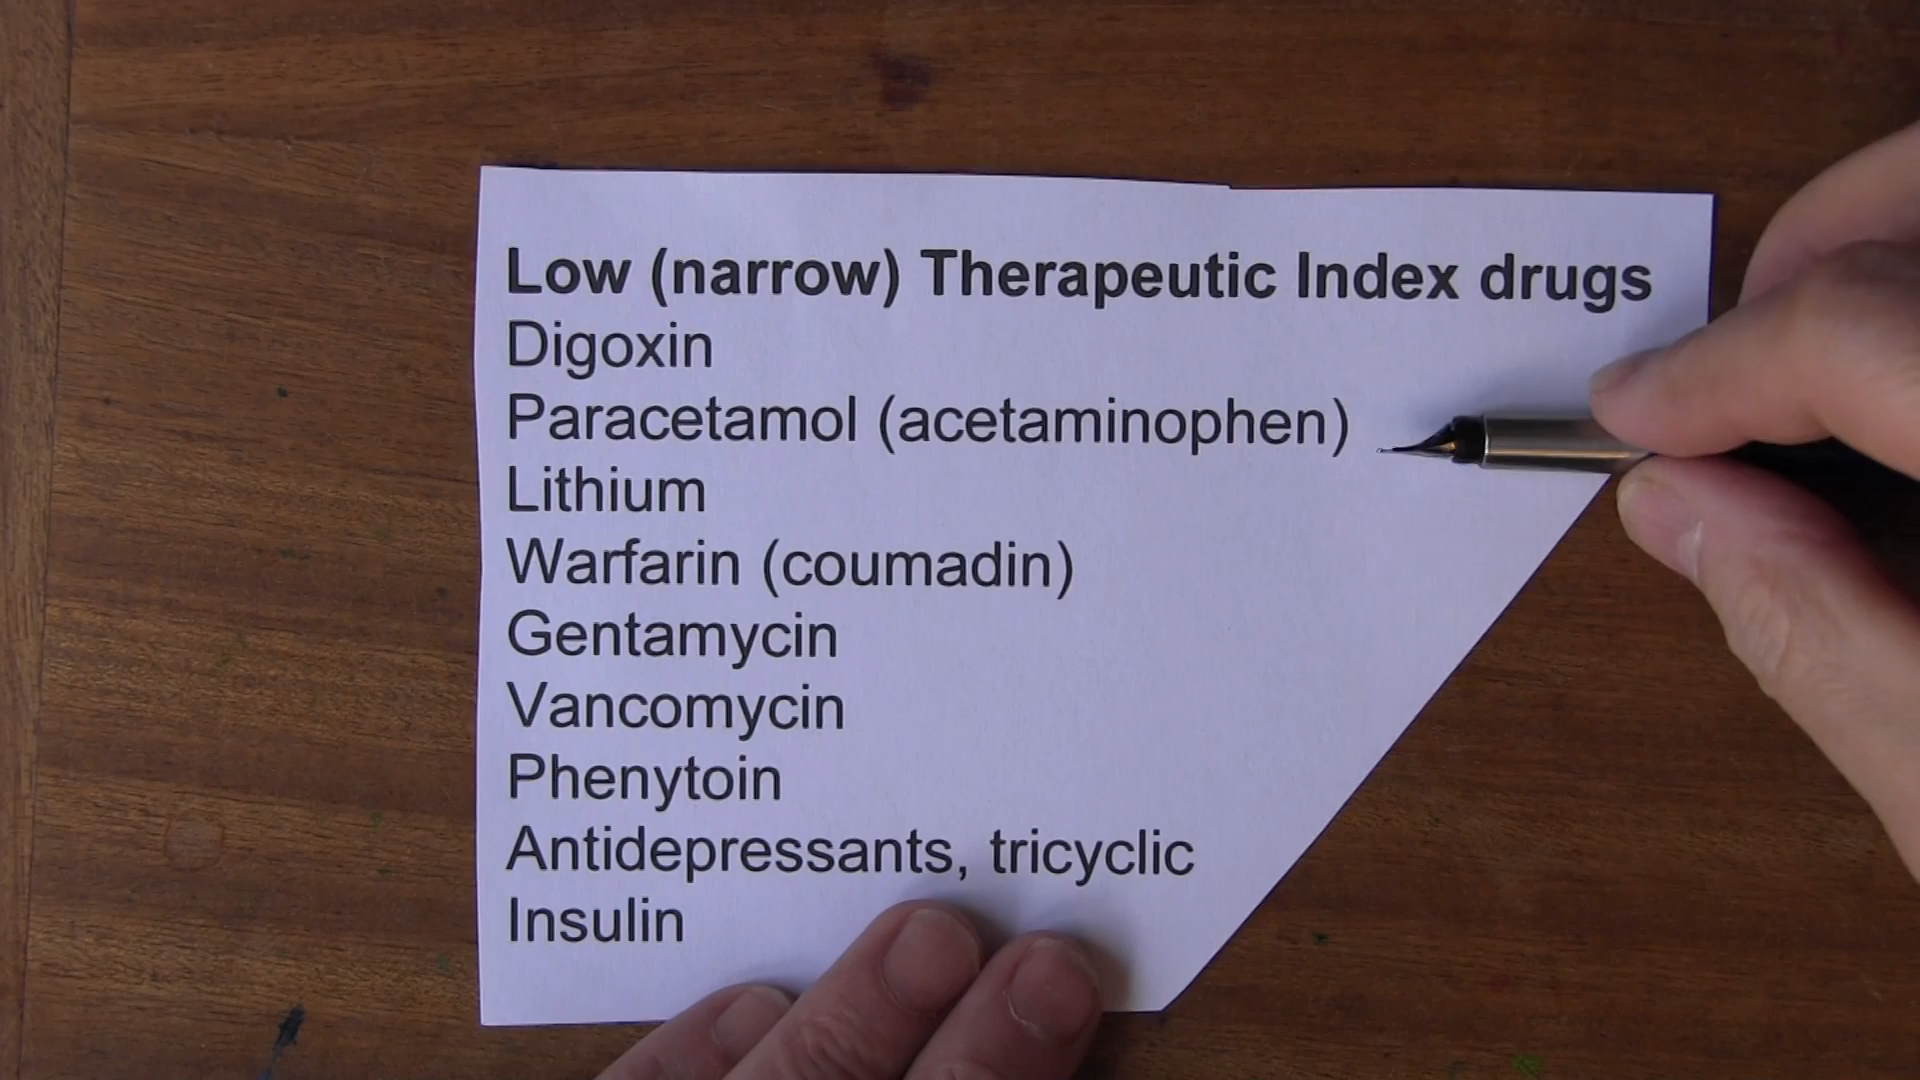 Low (narrow) Therapeutic Index drugs
Digoxin
Paracetamol (acetaminophen)
Lithium
Warfarin (coumadin)
Gentamycin
Vancomycin
Phenytoin
Antidepressants, tricyclic
Insulin